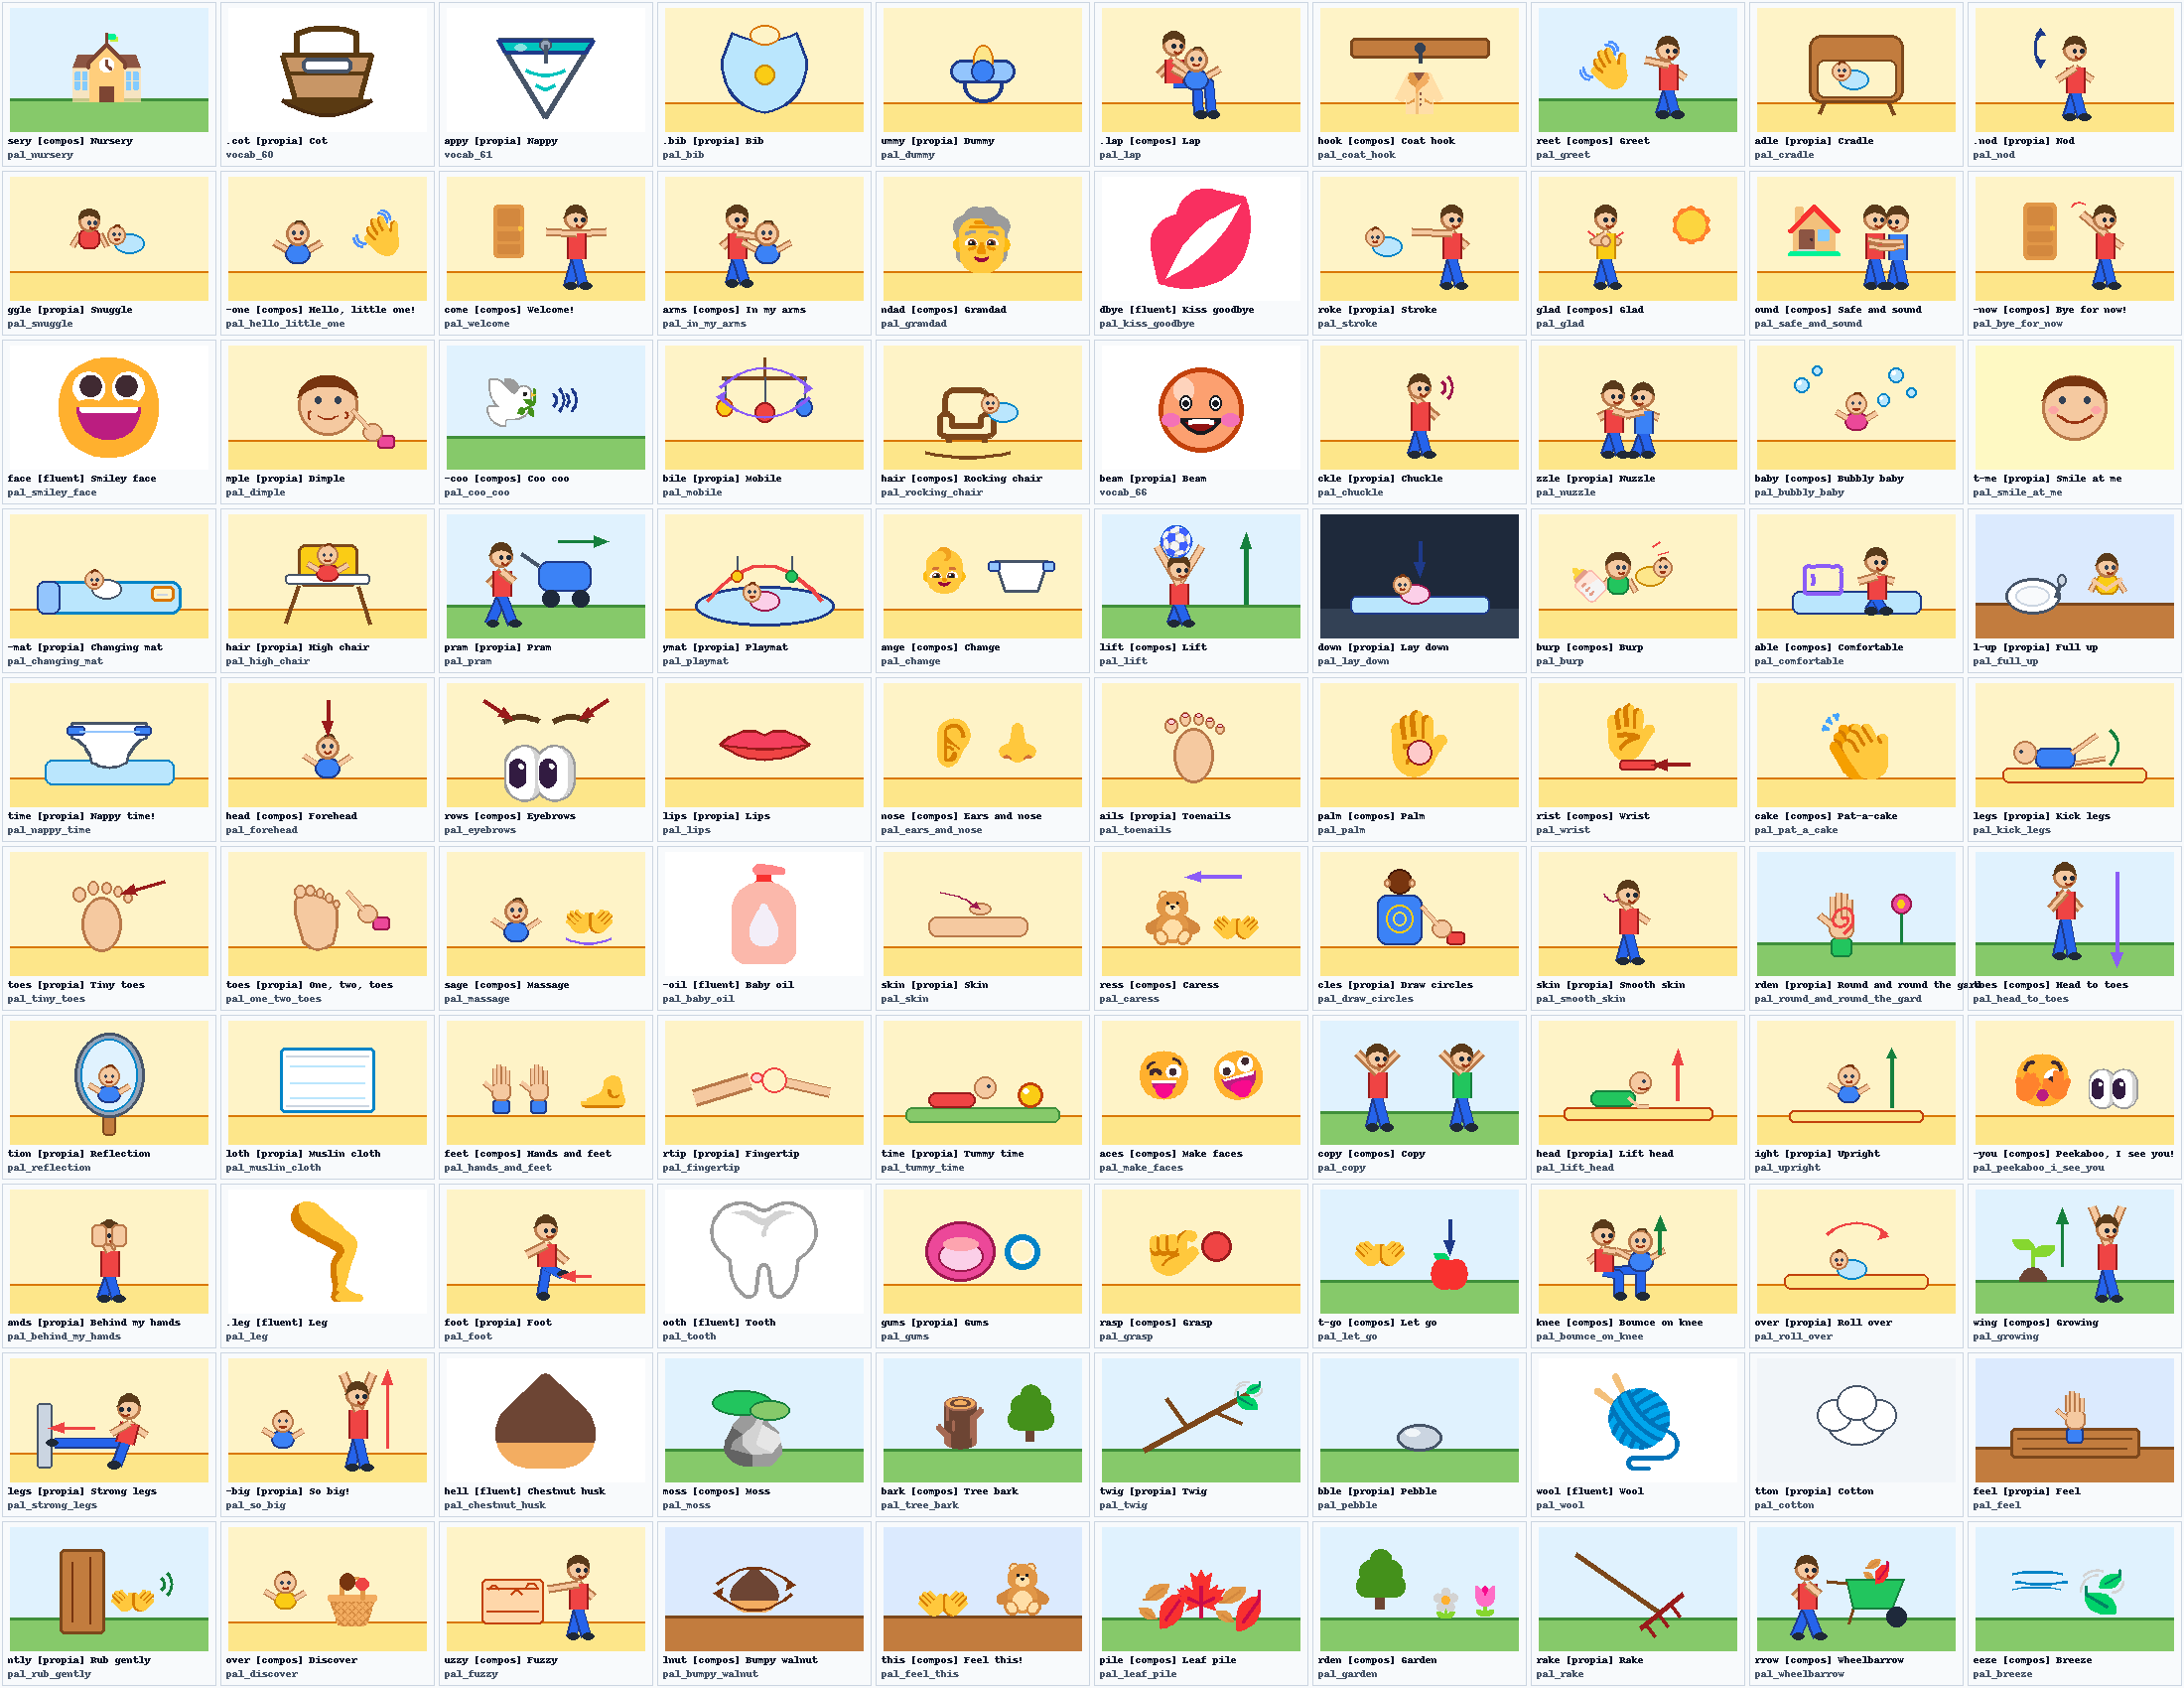 sery [compos] Nursery
pal_nursery
.cot [propia] Cot
vocab_60
appy [propia] Nappy
vocab_61
.bib [propia] Bib
pal_bib
ummy [propia] Dummy
pal_dummy
.lap [compos] Lap
pal_lap
hook [compos] Coat hook
pal_coat_hook
reet [compos] Greet
pal_greet
adle [propia] Cradle
pal_cradle
.nod [propia] Nod
pal_nod
ggle [propia] Snuggle
pal_snuggle
-one [compos] Hello, little one!
pal_hello_little_one
come [compos] Welcome!
pal_welcome
arms [compos] In my arms
pal_in_my_arms
ndad [compos] Grandad
pal_grandad
dbye [fluent] Kiss goodbye
pal_kiss_goodbye
roke [propia] Stroke
pal_stroke
glad [compos] Glad
pal_glad
ound [compos] Safe and sound
pal_safe_and_sound
-now [compos] Bye for now!
pal_bye_for_now
face [fluent] Smiley face
pal_smiley_face
mple [propia] Dimple
pal_dimple
-coo [compos] Coo coo
pal_coo_coo
bile [propia] Mobile
pal_mobile
hair [compos] Rocking chair
pal_rocking_chair
beam [propia] Beam
vocab_66
ckle [propia] Chuckle
pal_chuckle
zzle [propia] Nuzzle
pal_nuzzle
baby [compos] Bubbly baby
pal_bubbly_baby
t-me [propia] Smile at me
pal_smile_at_me
-mat [propia] Changing mat
pal_changing_mat
hair [propia] High chair
pal_high_chair
pram [propia] Pram
pal_pram
ymat [propia] Playmat
pal_playmat
ange [compos] Change
pal_change
lift [compos] Lift
pal_lift
down [propia] Lay down
pal_lay_down
burp [compos] Burp
pal_burp
able [compos] Comfortable
pal_comfortable
l-up [propia] Full up
pal_full_up
time [propia] Nappy time!
pal_nappy_time
head [compos] Forehead
pal_forehead
rows [compos] Eyebrows
pal_eyebrows
lips [propia] Lips
pal_lips
nose [compos] Ears and nose
pal_ears_and_nose
ails [propia] Toenails
pal_toenails
palm [compos] Palm
pal_palm
rist [compos] Wrist
pal_wrist
cake [compos] Pat-a-cake
pal_pat_a_cake
legs [propia] Kick legs
pal_kick_legs
toes [propia] Tiny toes
pal_tiny_toes
toes [propia] One, two, toes
pal_one_two_toes
sage [compos] Massage
pal_massage
-oil [fluent] Baby oil
pal_baby_oil
skin [propia] Skin
pal_skin
ress [compos] Caress
pal_caress
cles [propia] Draw circles
pal_draw_circles
skin [propia] Smooth skin
pal_smooth_skin
rden [propia] Round and round the gard
pal_round_and_round_the_gard
toes [compos] Head to toes
pal_head_to_toes
tion [propia] Reflection
pal_reflection
loth [propia] Muslin cloth
pal_muslin_cloth
feet [compos] Hands and feet
pal_hands_and_feet
rtip [propia] Fingertip
pal_fingertip
time [propia] Tummy time
pal_tummy_time
aces [compos] Make faces
pal_make_faces
copy [compos] Copy
pal_copy
head [propia] Lift head
pal_lift_head
ight [propia] Upright
pal_upright
-you [compos] Peekaboo, I see you!
pal_peekaboo_i_see_you
ands [propia] Behind my hands
pal_behind_my_hands
.leg [fluent] Leg
pal_leg
foot [propia] Foot
pal_foot
ooth [fluent] Tooth
pal_tooth
gums [propia] Gums
pal_gums
rasp [compos] Grasp
pal_grasp
t-go [compos] Let go
pal_let_go
knee [compos] Bounce on knee
pal_bounce_on_knee
over [propia] Roll over
pal_roll_over
wing [compos] Growing
pal_growing
legs [propia] Strong legs
pal_strong_legs
-big [propia] So big!
pal_so_big
hell [fluent] Chestnut husk
pal_chestnut_husk
moss [compos] Moss
pal_moss
bark [compos] Tree bark
pal_tree_bark
twig [propia] Twig
pal_twig
bble [propia] Pebble
pal_pebble
wool [fluent] Wool
pal_wool
tton [propia] Cotton
pal_cotton
feel [propia] Feel
pal_feel
ntly [propia] Rub gently
pal_rub_gently
over [compos] Discover
pal_discover
uzzy [compos] Fuzzy
pal_fuzzy
lnut [compos] Bumpy walnut
pal_bumpy_walnut
this [compos] Feel this!
pal_feel_this
pile [compos] Leaf pile
pal_leaf_pile
rden [compos] Garden
pal_garden
rake [propia] Rake
pal_rake
rrow [compos] Wheelbarrow
pal_wheelbarrow
eeze [compos] Breeze
pal_breeze